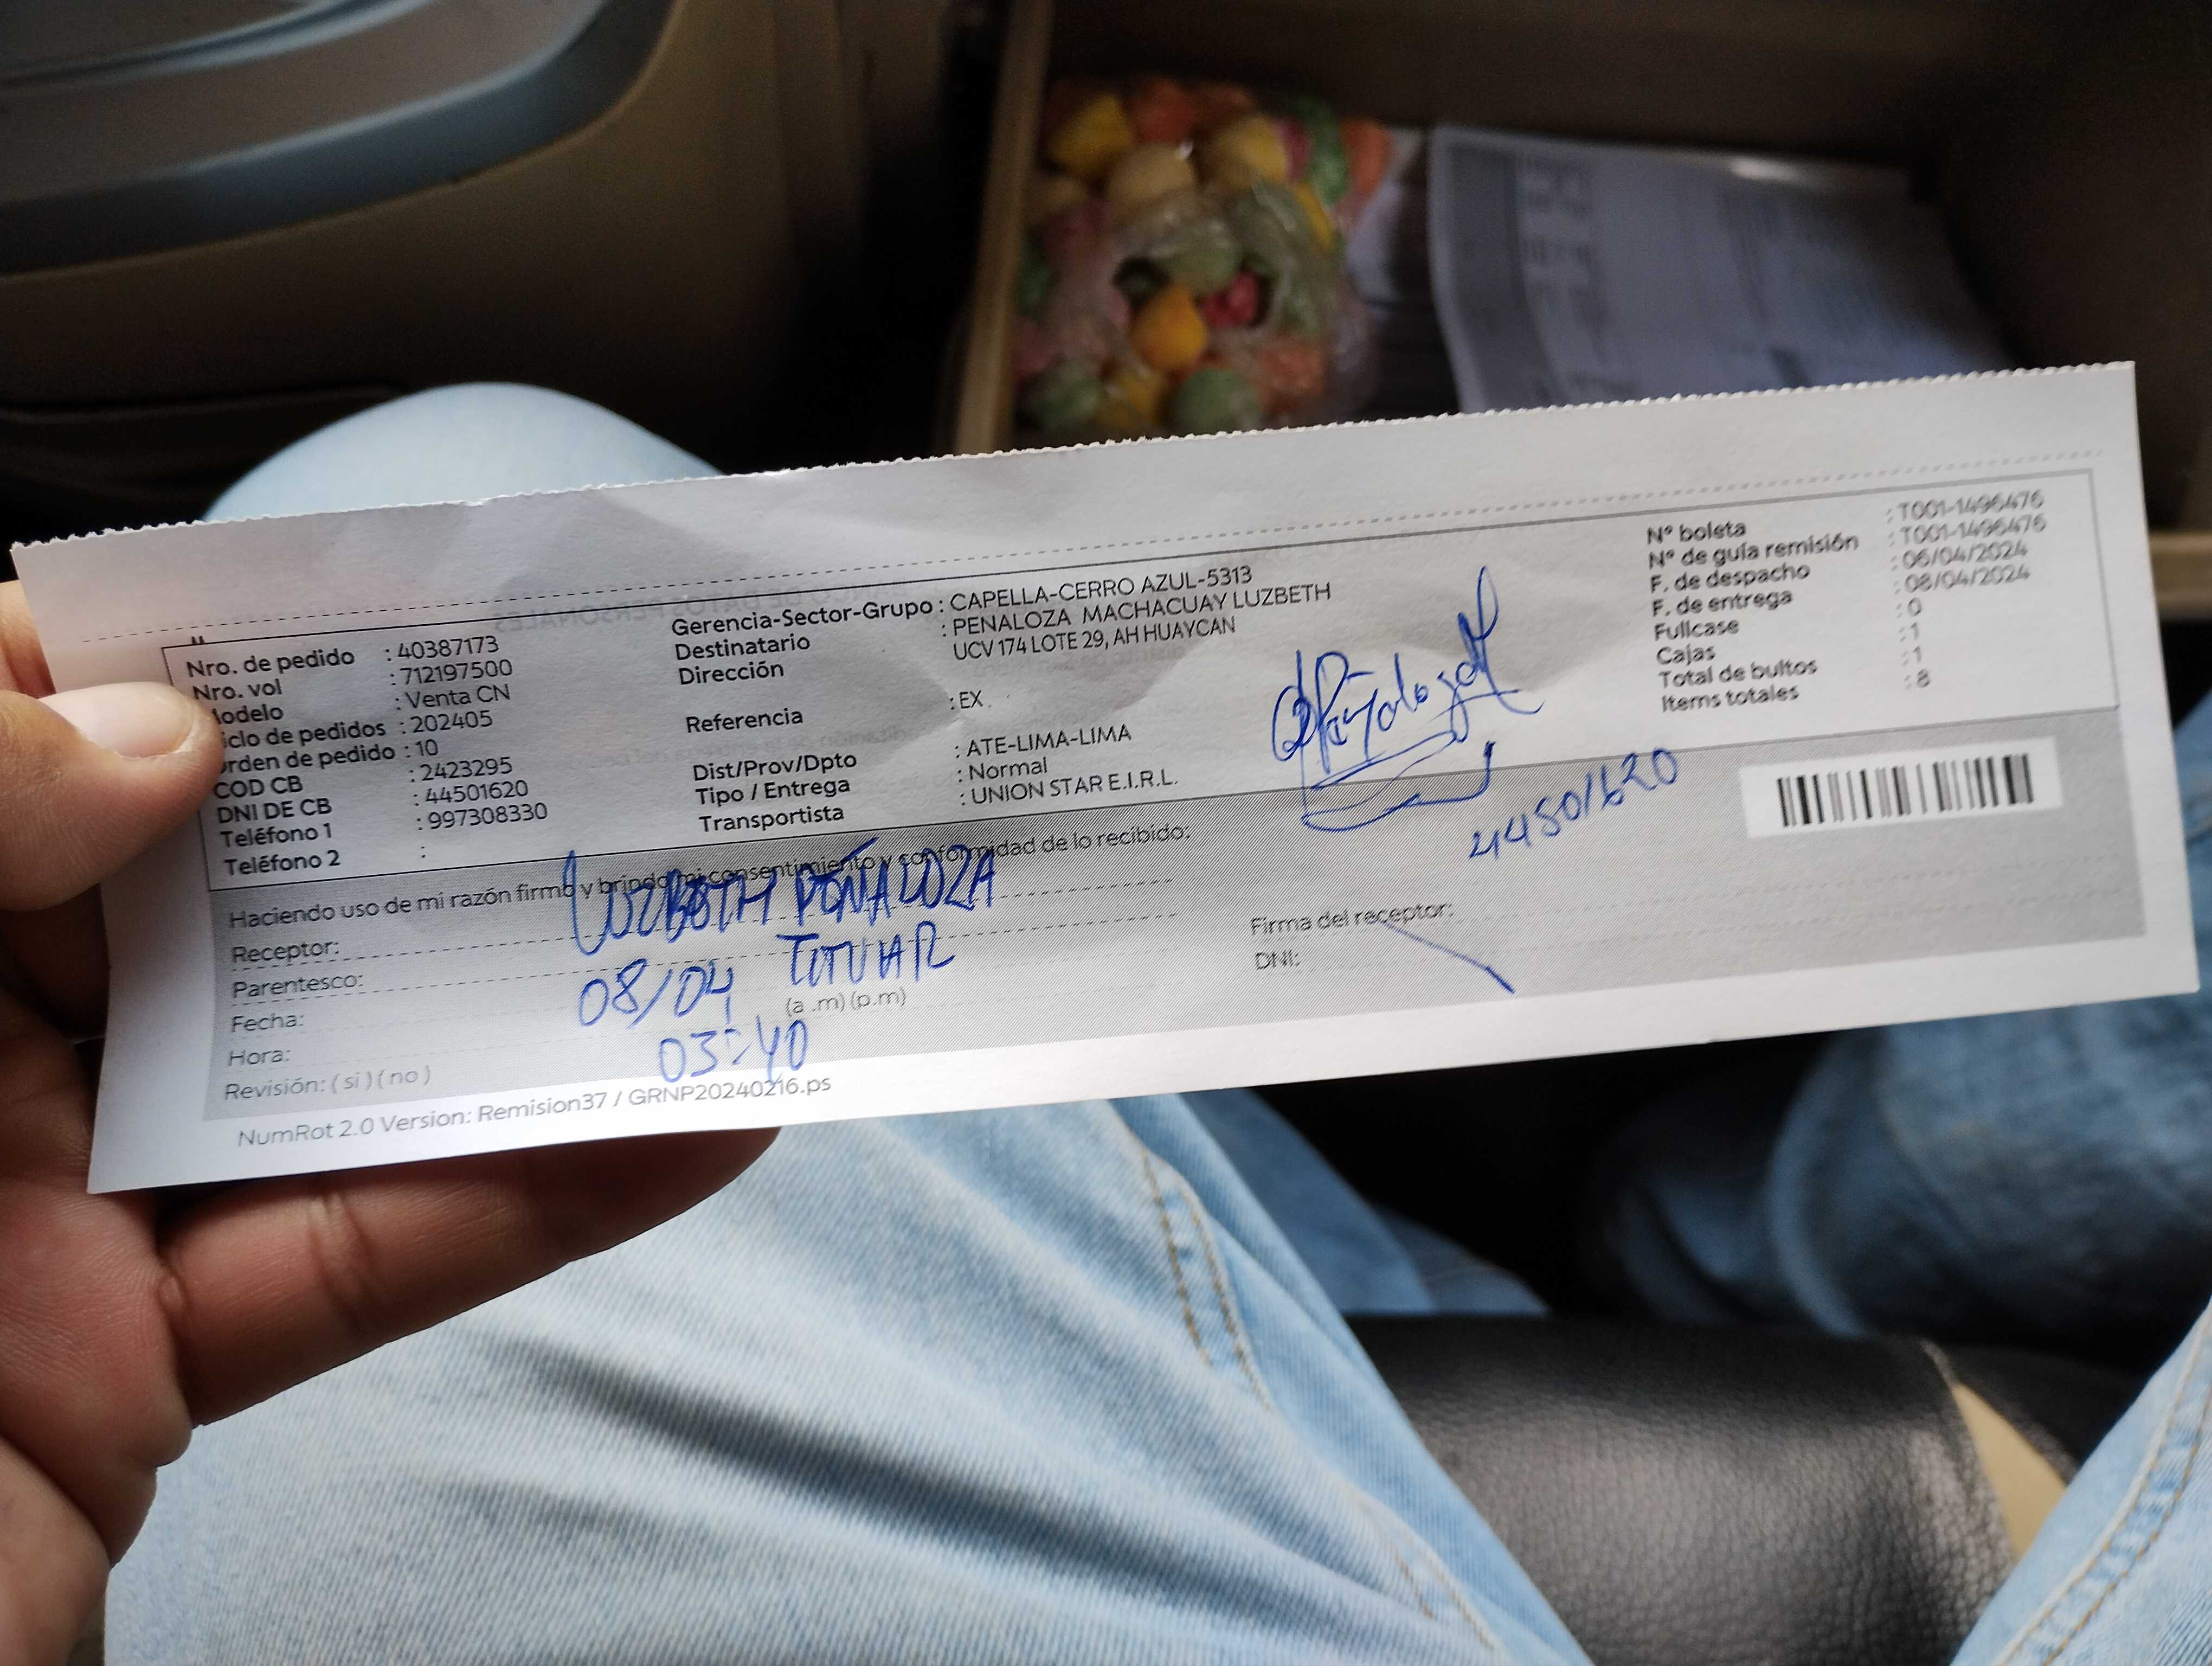 Nro. de pedido : 40387173
Nro. vol : 712197500
Modelo : Venta CN
iclo de pedidos : 202405
rden de pedido : 10
COD CB : 2423295
DNI DE CB : 44501620
Teléfono 1 : 997308330
Teléfono 2 :
Gerencia-Sector-Grupo : CAPELLA-CERRO AZUL-5313
Destinatario : PENALOZA MACHACUAY LUZBETH
Dirección UCV 174 LOTE 29, AH HUAYCAN
Referencia : EX.
Dist/Prov/Dpto : ATE-LIMA-LIMA
Tipo / Entrega : Normal
Transportista : UNION STAR E.I.R.L.
N° boleta : T001-1496476
N° de guía remisión : T001-1496476
F. de despacho : 06/04/2024
F. de entrega : 08/04/2024
Fullcase : 0
Cajas : 1
Total de bultos : 1
Items totales : 8
44501620
Haciendo uso de mi razón firmo y brindo mi consentimiento y conformidad de lo recibido:
Receptor: LUZBETH PEÑALOZA
Parentesco: TITULAR
Fecha: 08/04
Hora: 03:40 (a .m) (p.m)
Revisión: ( si ) ( no )
Firma del receptor:
DNI:
NumRot 2.0 Version: Remision37 / GRNP20240216.ps